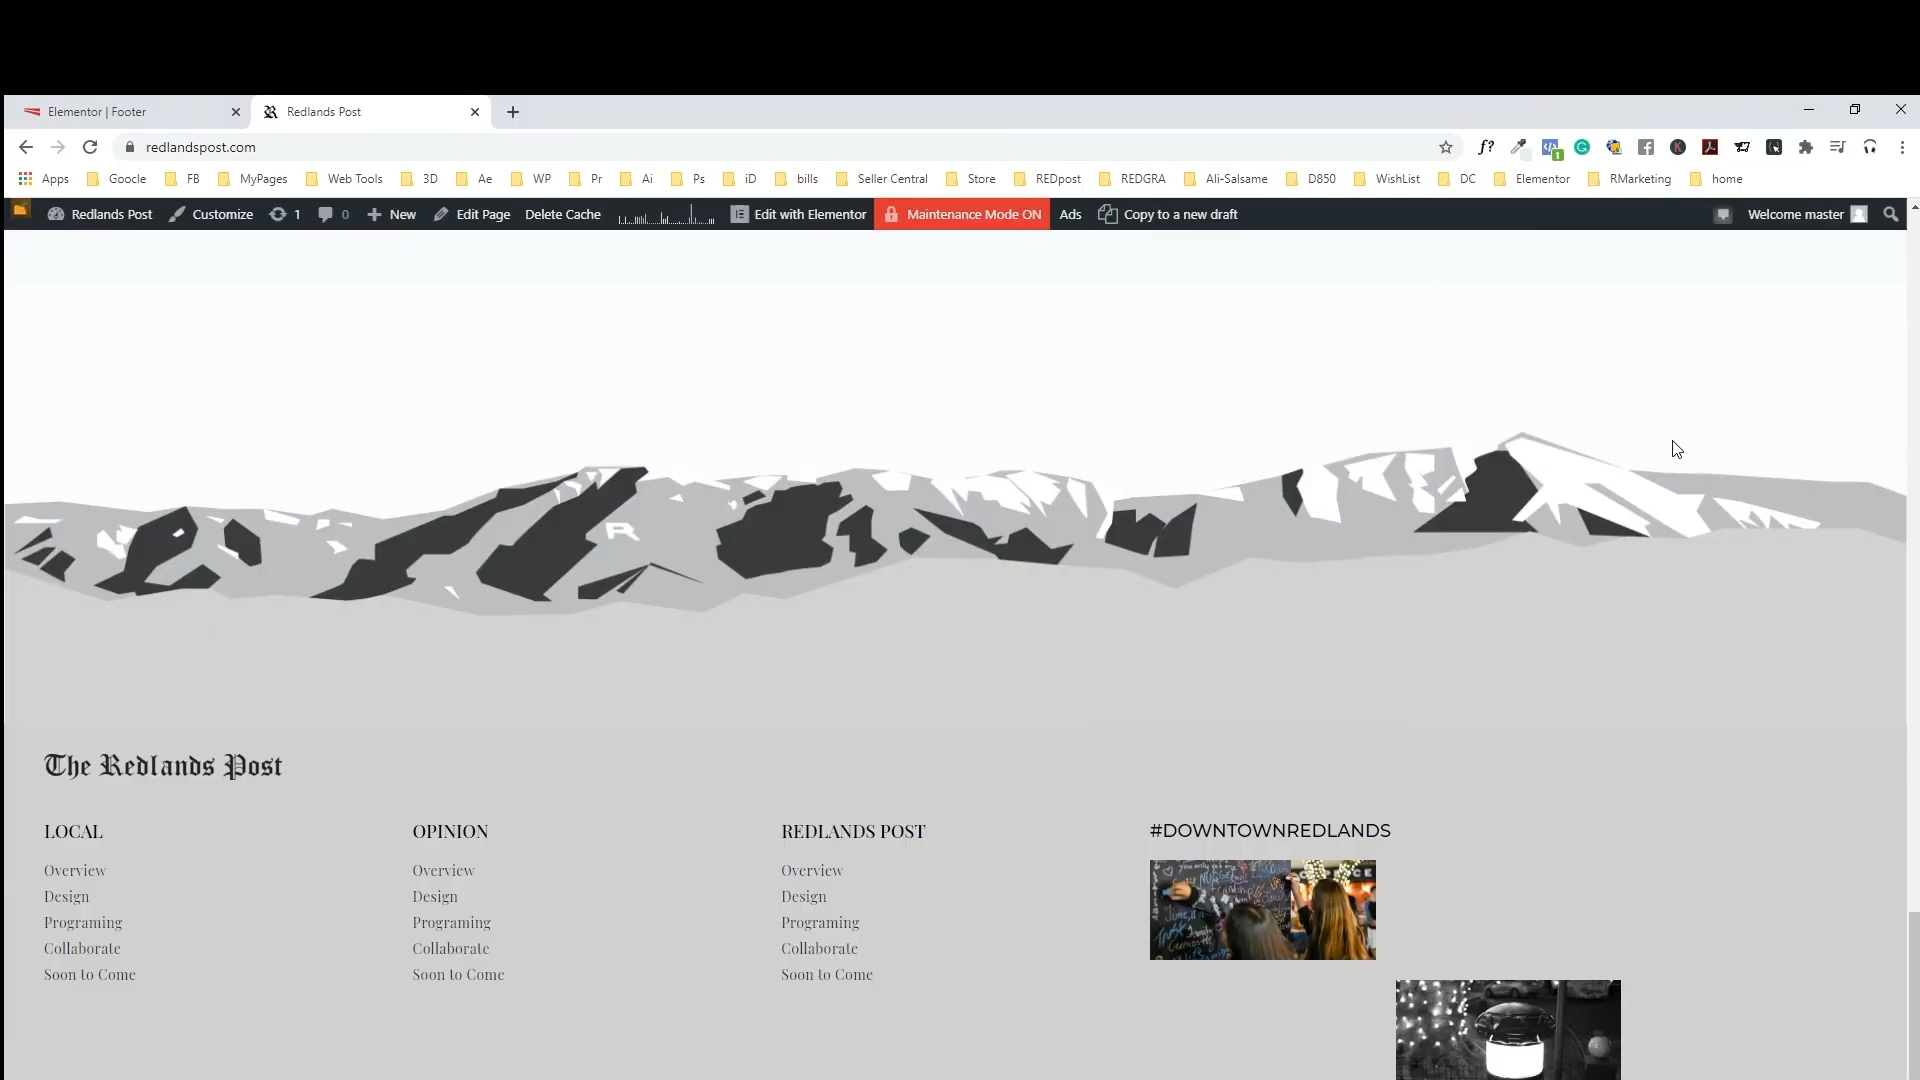 Elementor | Footer
Redlands Post
redlandspost.com
f?
1
Apps
Google
FB
MyPages
Web Tools
3D
Ae
WP
Pr
Ai
Ps
iD
bills
Seller Central
Store
REDpost
REDGRA
Ali-Salsame
D850
WishList
DC
Elementor
RMarketing
home
Redlands Post
Customize
1
0
New
Edit Page
Delete Cache
Edit with Elementor
Maintenance Mode ON
Ads
Copy to a new draft
Welcome master
R
The Redlands Post
LOCAL
Overview
Design
Programing
Collaborate
Soon to Come
OPINION
Overview
Design
Programing
Collaborate
Soon to Come
REDLANDS POST
Overview
Design
Programing
Collaborate
Soon to Come
#DOWNTOWNREDLANDS